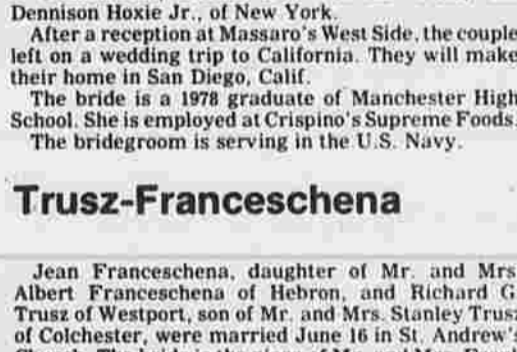 Dennison Hoxie Jr., of New York.
After a reception at Massaro's West Side, the couple
left on a wedding trip to California. They will make
their home in San Diego, Calif.
The bride is a 1978 graduate of Manchester High
School. She is employed at Crispino's Supreme Foods.
The bridegroom is serving in the U.S. Navy.
Trusz-Franceschena
Jean Franceschena, daughter of Mr. and Mrs
Albert Franceschena of Hebron, and Richard G
Trusz of Westport, son of Mr. and Mrs. Stanley Trusz
of Colchester, were married June 16 in St. Andrew's